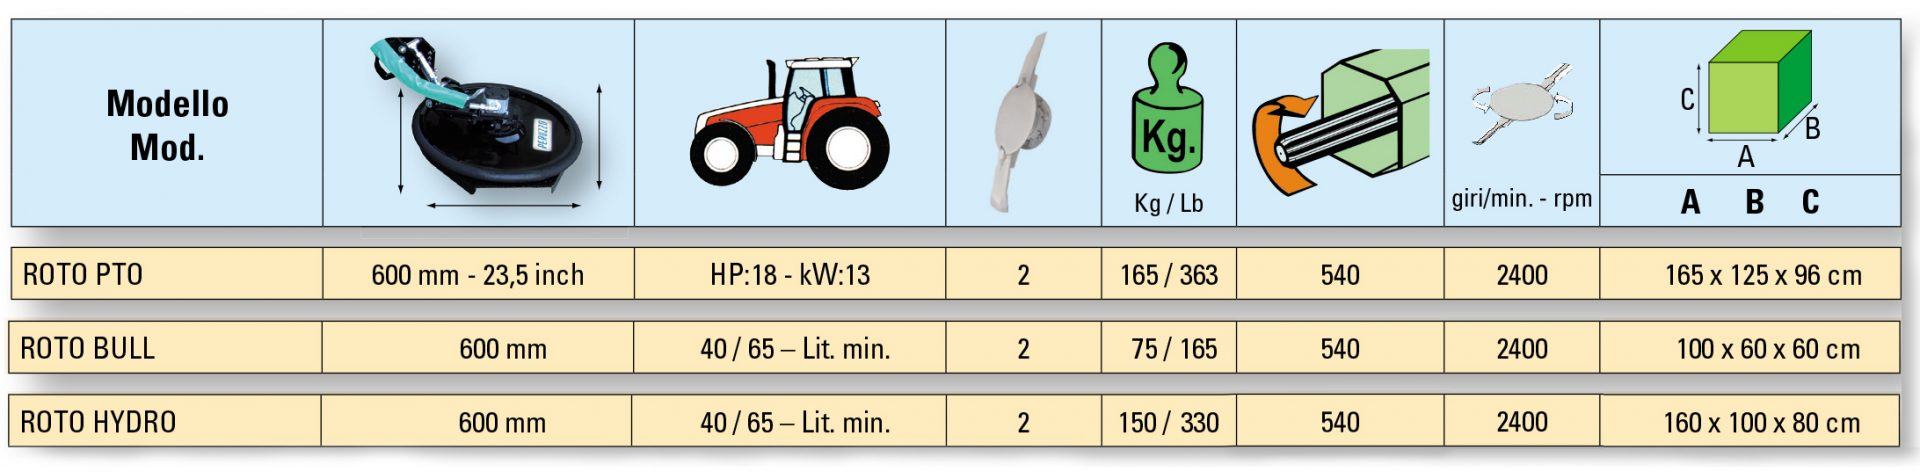 Modello
Mod.
PERUZZO
Kg.
Kg / Lb
giri/min. - rpm
C
B
A
A B C
ROTO PTO 600 mm - 23,5 inch HP:18 - kW:13 2 165 / 363 540 2400 165 x 125 x 96 cm
ROTO BULL 600 mm 40 / 65 – Lit. min. 2 75 / 165 540 2400 100 x 60 x 60 cm
ROTO HYDRO 600 mm 40 / 65 – Lit. min. 2 150 / 330 540 2400 160 x 100 x 80 cm